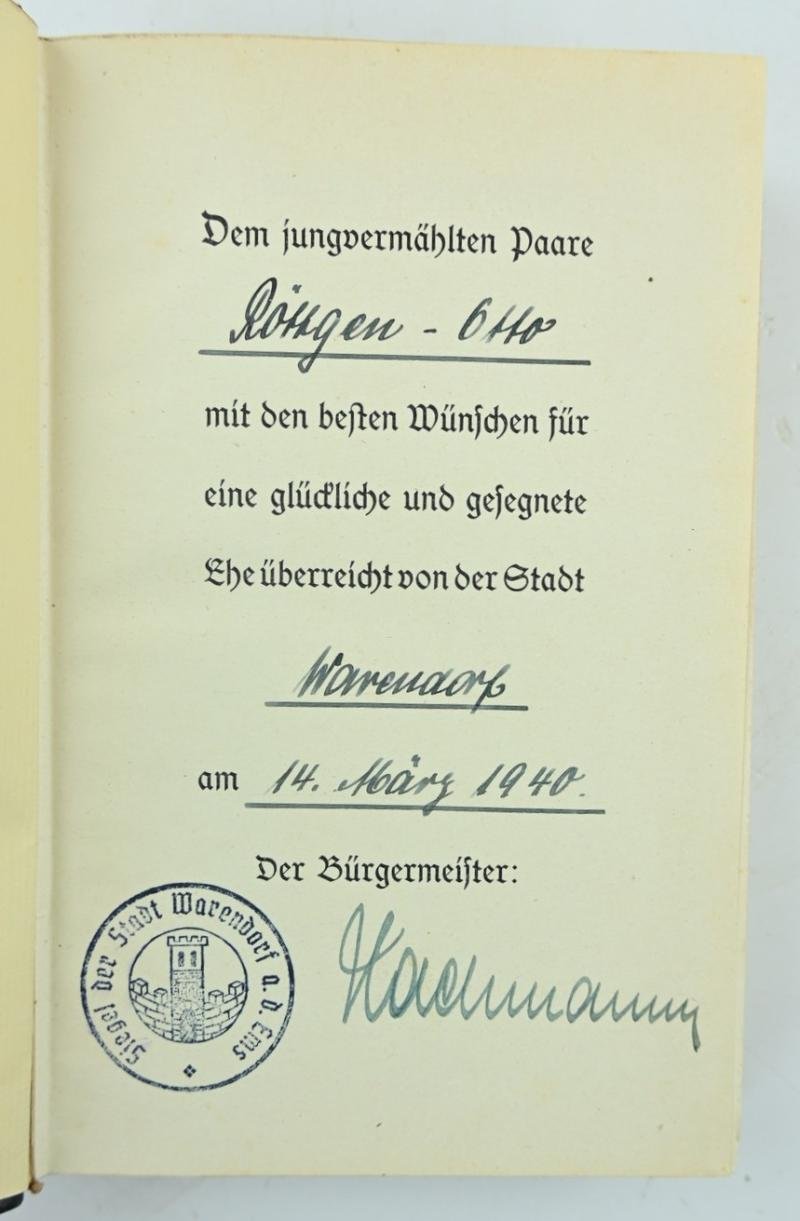 Dem jungvermählten Paare
Röttgen - Otto
mit den besten Wünschen für
eine glückliche und gesegnete
Ehe überreicht von der Stadt
Warendorf
am 14. März 1940.
Der Bürgermeister:
Siegel der Stadt Warendorf a. d. Ems